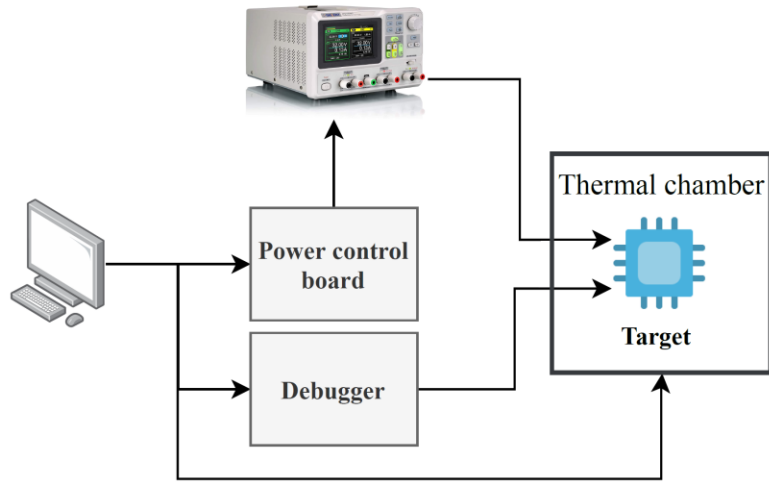 Thermal chamber
Power control
board
Target
Debugger